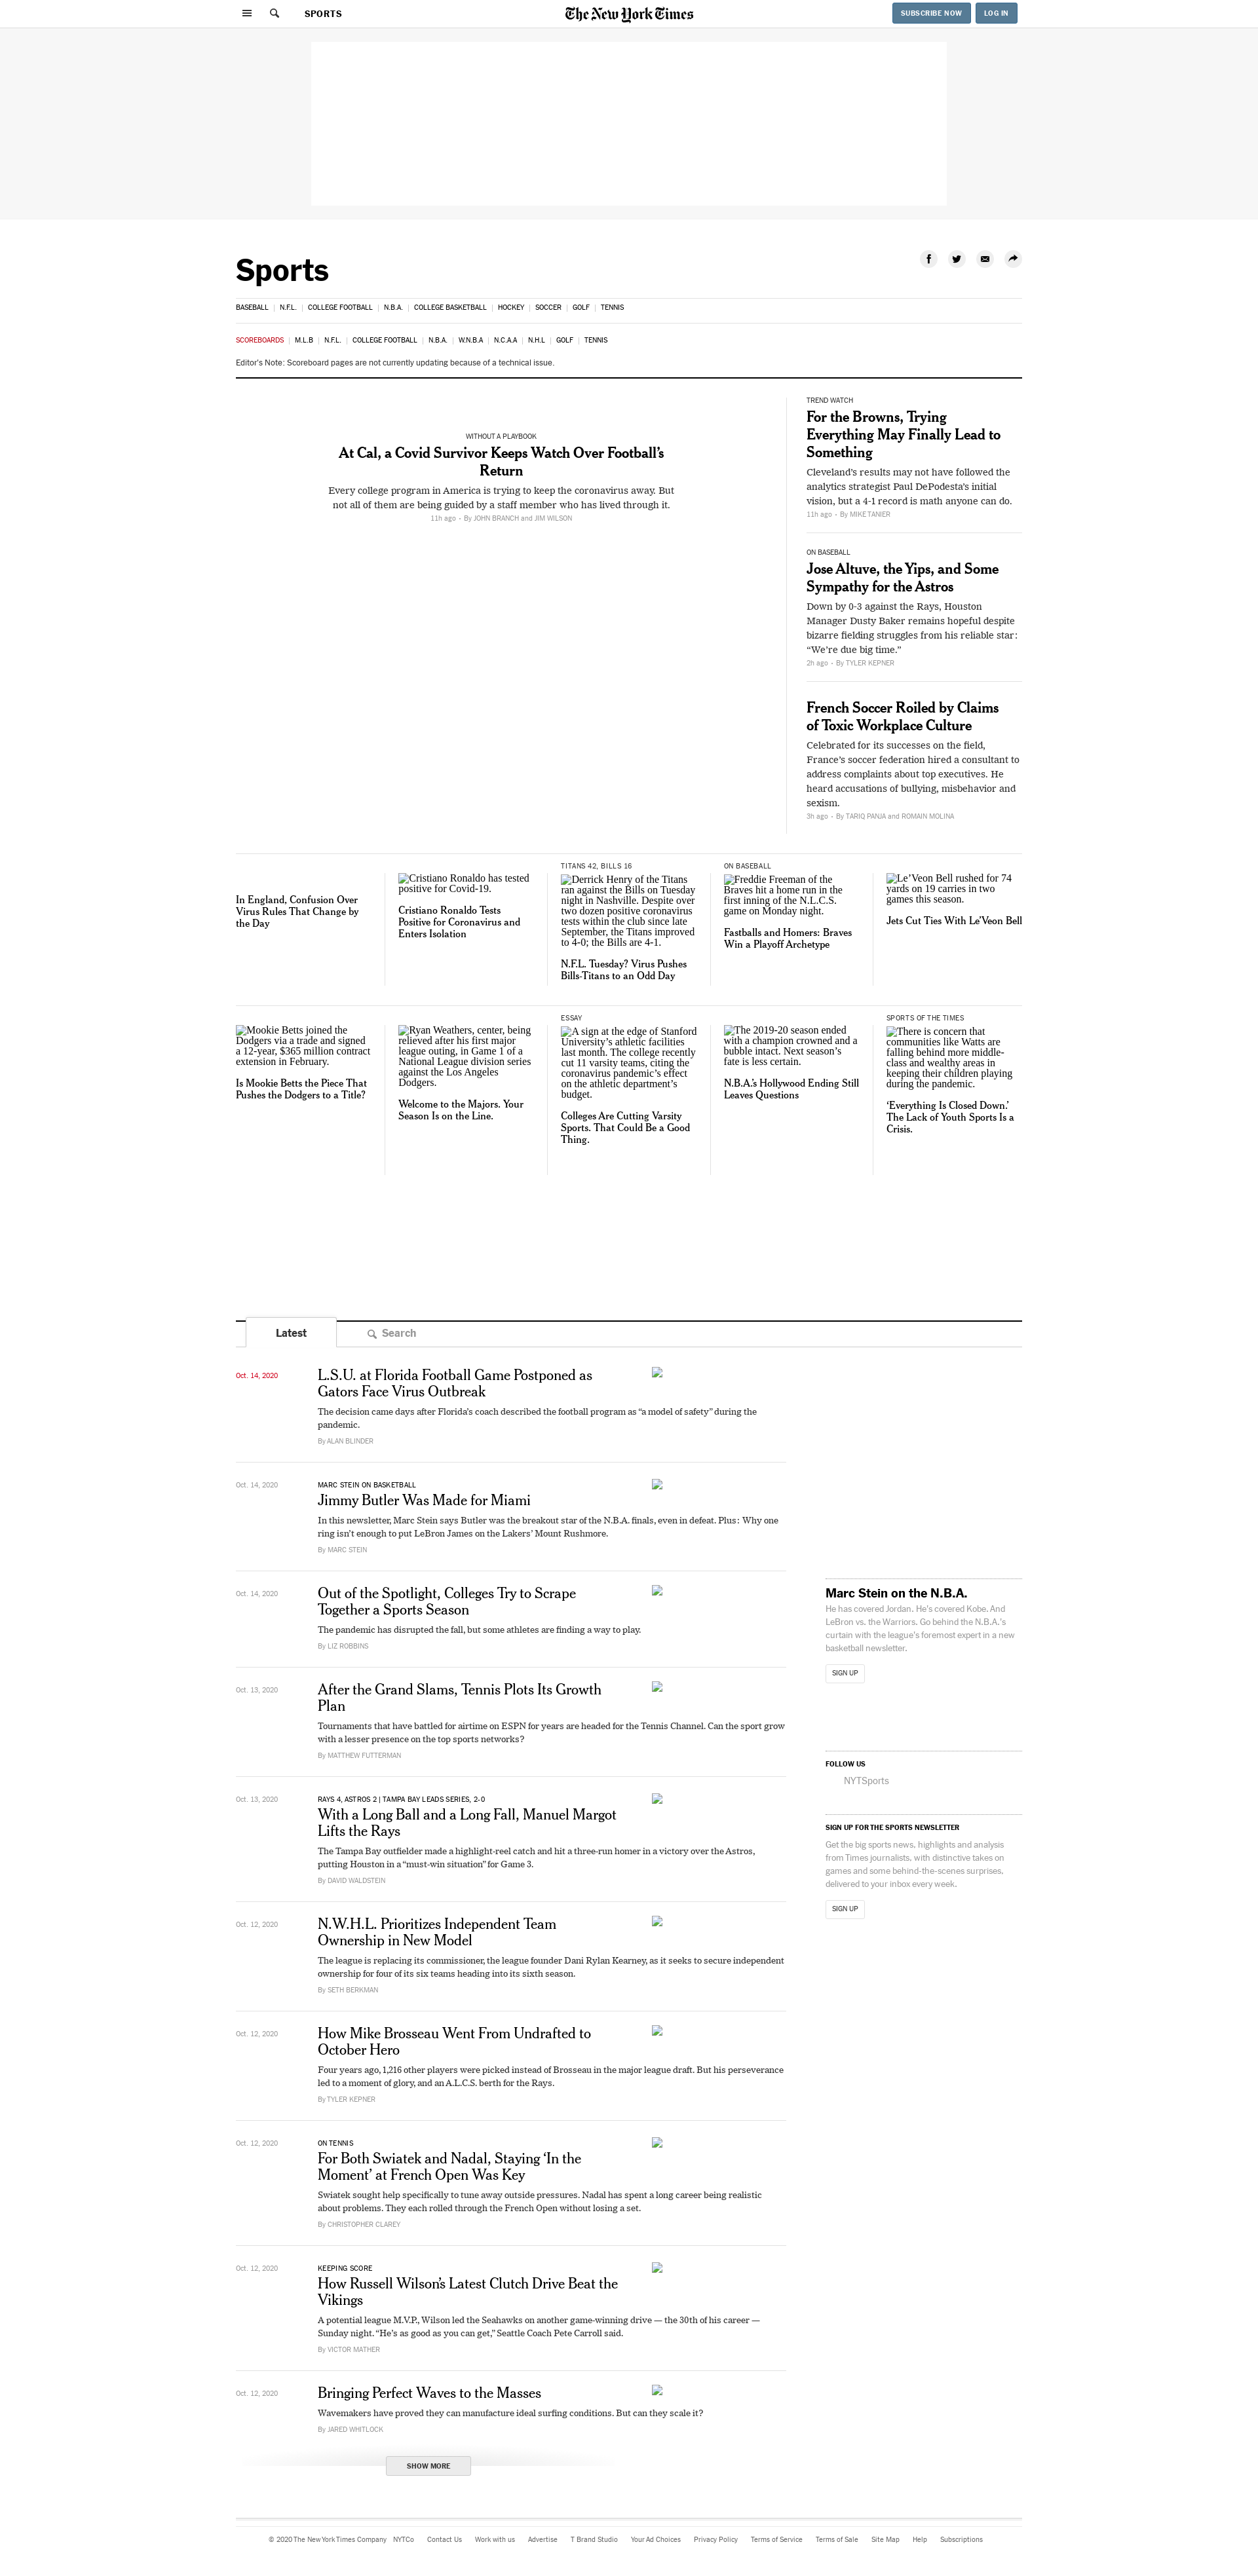 SPORTS
The New York Times
SUBSCRIBE NOW
LOG IN
Sports
BASEBALL | N.F.L. | COLLEGE FOOTBALL | N.B.A. | COLLEGE BASKETBALL | HOCKEY | SOCCER | GOLF | TENNIS
SCOREBOARDS | M.L.B | N.F.L. | COLLEGE FOOTBALL | N.B.A. | W.N.B.A | N.C.A.A | N.H.L | GOLF | TENNIS
Editor's Note: Scoreboard pages are not currently updating because of a technical issue.
WITHOUT A PLAYBOOK
At Cal, a Covid Survivor Keeps Watch Over Football’s
Return
Every college program in America is trying to keep the coronavirus away. But
not all of them are being guided by a staff member who has lived through it.
11h ago • By JOHN BRANCH and JIM WILSON
TREND WATCH
For the Browns, Trying
Everything May Finally Lead to
Something
Cleveland’s results may not have followed the
analytics strategist Paul DePodesta’s initial
vision, but a 4-1 record is math anyone can do.
11h ago • By MIKE TANIER
ON BASEBALL
Jose Altuve, the Yips, and Some
Sympathy for the Astros
Down by 0-3 against the Rays, Houston
Manager Dusty Baker remains hopeful despite
bizarre fielding struggles from his reliable star:
“We’re due big time.”
2h ago • By TYLER KEPNER
French Soccer Roiled by Claims
of Toxic Workplace Culture
Celebrated for its successes on the field,
France’s soccer federation hired a consultant to
address complaints about top executives. He
heard accusations of bullying, misbehavior and
sexism.
3h ago • By TARIQ PANJA and ROMAIN MOLINA
In England, Confusion Over
Virus Rules That Change by
the Day
Cristiano Ronaldo has tested
positive for Covid-19.
Cristiano Ronaldo Tests
Positive for Coronavirus and
Enters Isolation
TITANS 42, BILLS 16
Derrick Henry of the Titans
ran against the Bills on Tuesday
night in Nashville. Despite over
two dozen positive coronavirus
tests within the club since late
September, the Titans improved
to 4-0; the Bills are 4-1.
N.F.L. Tuesday? Virus Pushes
Bills-Titans to an Odd Day
ON BASEBALL
Freddie Freeman of the
Braves hit a home run in the
first inning of the N.L.C.S.
game on Monday night.
Fastballs and Homers: Braves
Win a Playoff Archetype
Le’Veon Bell rushed for 74
yards on 19 carries in two
games this season.
Jets Cut Ties With Le’Veon Bell
Mookie Betts joined the
Dodgers via a trade and signed
a 12-year, $365 million contract
extension in February.
Is Mookie Betts the Piece That
Pushes the Dodgers to a Title?
Ryan Weathers, center, being
relieved after his first major
league outing, in Game 1 of a
National League division series
against the Los Angeles
Dodgers.
Welcome to the Majors. Your
Season Is on the Line.
ESSAY
A sign at the edge of Stanford
University’s athletic facilities
last month. The college recently
cut 11 varsity teams, citing the
coronavirus pandemic’s effect
on the athletic department’s
budget.
Colleges Are Cutting Varsity
Sports. That Could Be a Good
Thing.
The 2019-20 season ended
with a champion crowned and a
bubble intact. Next season’s
fate is less certain.
N.B.A.’s Hollywood Ending Still
Leaves Questions
SPORTS OF THE TIMES
There is concern that
communities like Watts are
falling behind more middle-
class and wealthy areas in
keeping their children playing
during the pandemic.
‘Everything Is Closed Down.’
The Lack of Youth Sports Is a
Crisis.
Latest
Search
Oct. 14, 2020
L.S.U. at Florida Football Game Postponed as
Gators Face Virus Outbreak
The decision came days after Florida’s coach described the football program as “a model of safety” during the
pandemic.
By ALAN BLINDER
Oct. 14, 2020
MARC STEIN ON BASKETBALL
Jimmy Butler Was Made for Miami
In this newsletter, Marc Stein says Butler was the breakout star of the N.B.A. finals, even in defeat. Plus: Why one
ring isn’t enough to put LeBron James on the Lakers’ Mount Rushmore.
By MARC STEIN
Oct. 14, 2020
Out of the Spotlight, Colleges Try to Scrape
Together a Sports Season
The pandemic has disrupted the fall, but some athletes are finding a way to play.
By LIZ ROBBINS
Oct. 13, 2020
After the Grand Slams, Tennis Plots Its Growth
Plan
Tournaments that have battled for airtime on ESPN for years are headed for the Tennis Channel. Can the sport grow
with a lesser presence on the top sports networks?
By MATTHEW FUTTERMAN
Oct. 13, 2020
RAYS 4, ASTROS 2 | TAMPA BAY LEADS SERIES, 2-0
With a Long Ball and a Long Fall, Manuel Margot
Lifts the Rays
The Tampa Bay outfielder made a highlight-reel catch and hit a three-run homer in a victory over the Astros,
putting Houston in a “must-win situation” for Game 3.
By DAVID WALDSTEIN
Oct. 12, 2020
N.W.H.L. Prioritizes Independent Team
Ownership in New Model
The league is replacing its commissioner, the league founder Dani Rylan Kearney, as it seeks to secure independent
ownership for four of its six teams heading into its sixth season.
By SETH BERKMAN
Oct. 12, 2020
How Mike Brosseau Went From Undrafted to
October Hero
Four years ago, 1,216 other players were picked instead of Brosseau in the major league draft. But his perseverance
led to a moment of glory, and an A.L.C.S. berth for the Rays.
By TYLER KEPNER
Oct. 12, 2020
ON TENNIS
For Both Swiatek and Nadal, Staying ‘In the
Moment’ at French Open Was Key
Swiatek sought help specifically to tune away outside pressures. Nadal has spent a long career being realistic
about problems. They each rolled through the French Open without losing a set.
By CHRISTOPHER CLAREY
Oct. 12, 2020
KEEPING SCORE
How Russell Wilson’s Latest Clutch Drive Beat the
Vikings
A potential league M.V.P., Wilson led the Seahawks on another game-winning drive — the 30th of his career —
Sunday night. “He’s as good as you can get,” Seattle Coach Pete Carroll said.
By VICTOR MATHER
Oct. 12, 2020
Bringing Perfect Waves to the Masses
Wavemakers have proved they can manufacture ideal surfing conditions. But can they scale it?
By JARED WHITLOCK
SHOW MORE
Marc Stein on the N.B.A.
He has covered Jordan. He's covered Kobe. And
LeBron vs. the Warriors. Go behind the N.B.A.'s
curtain with the league's foremost expert in a new
basketball newsletter.
SIGN UP
FOLLOW US
NYTSports
SIGN UP FOR THE SPORTS NEWSLETTER
Get the big sports news, highlights and analysis
from Times journalists, with distinctive takes on
games and some behind-the-scenes surprises,
delivered to your inbox every week.
SIGN UP
© 2020 The New York Times Company NYTCo Contact Us Work with us Advertise T Brand Studio Your Ad Choices Privacy Policy Terms of Service Terms of Sale Site Map Help Subscriptions